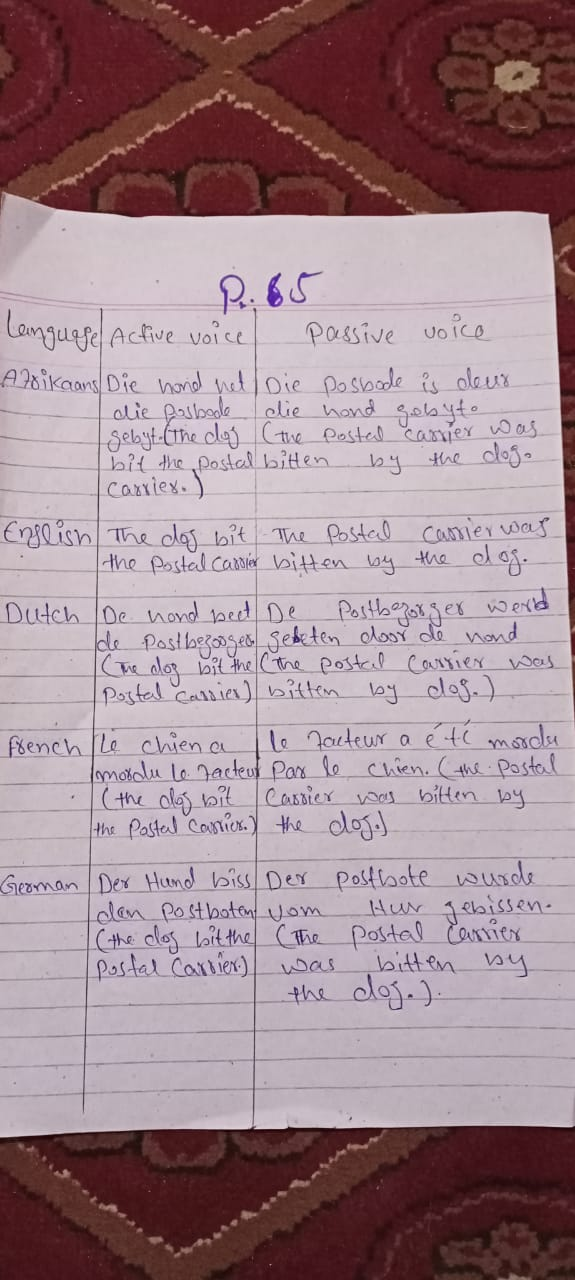 P. 65
Language Active voice Passive voice
Afrikaans Die hond het Die Posbode is deur
die posbode die hond gebyt.
gebyt. (The dog (The Postal carrier was
bit the postal bitten by the dog.
carrier.)
English The dog bit The Postal carrier was
the Postal Carrier bitten by the dog.
Dutch De hond beet De Postbezorger werd
de Postbezooger gebeten door de hond
(The dog bit the (The postal carrier was
Postal carrier) bitten by dog.)
French Le chien a le facteur a été mordu
mordu le facteur Par le chien. (the Postal
(the dog bit Carrier was bitten by
the Postal Carrier.) the dog.)
German Der Hund biss Der postbote wurde
den Postboten vom Hur gebissen.
(the dog bit the (The postal carrier
Postal Carrier.) was bitten by
the dog.).